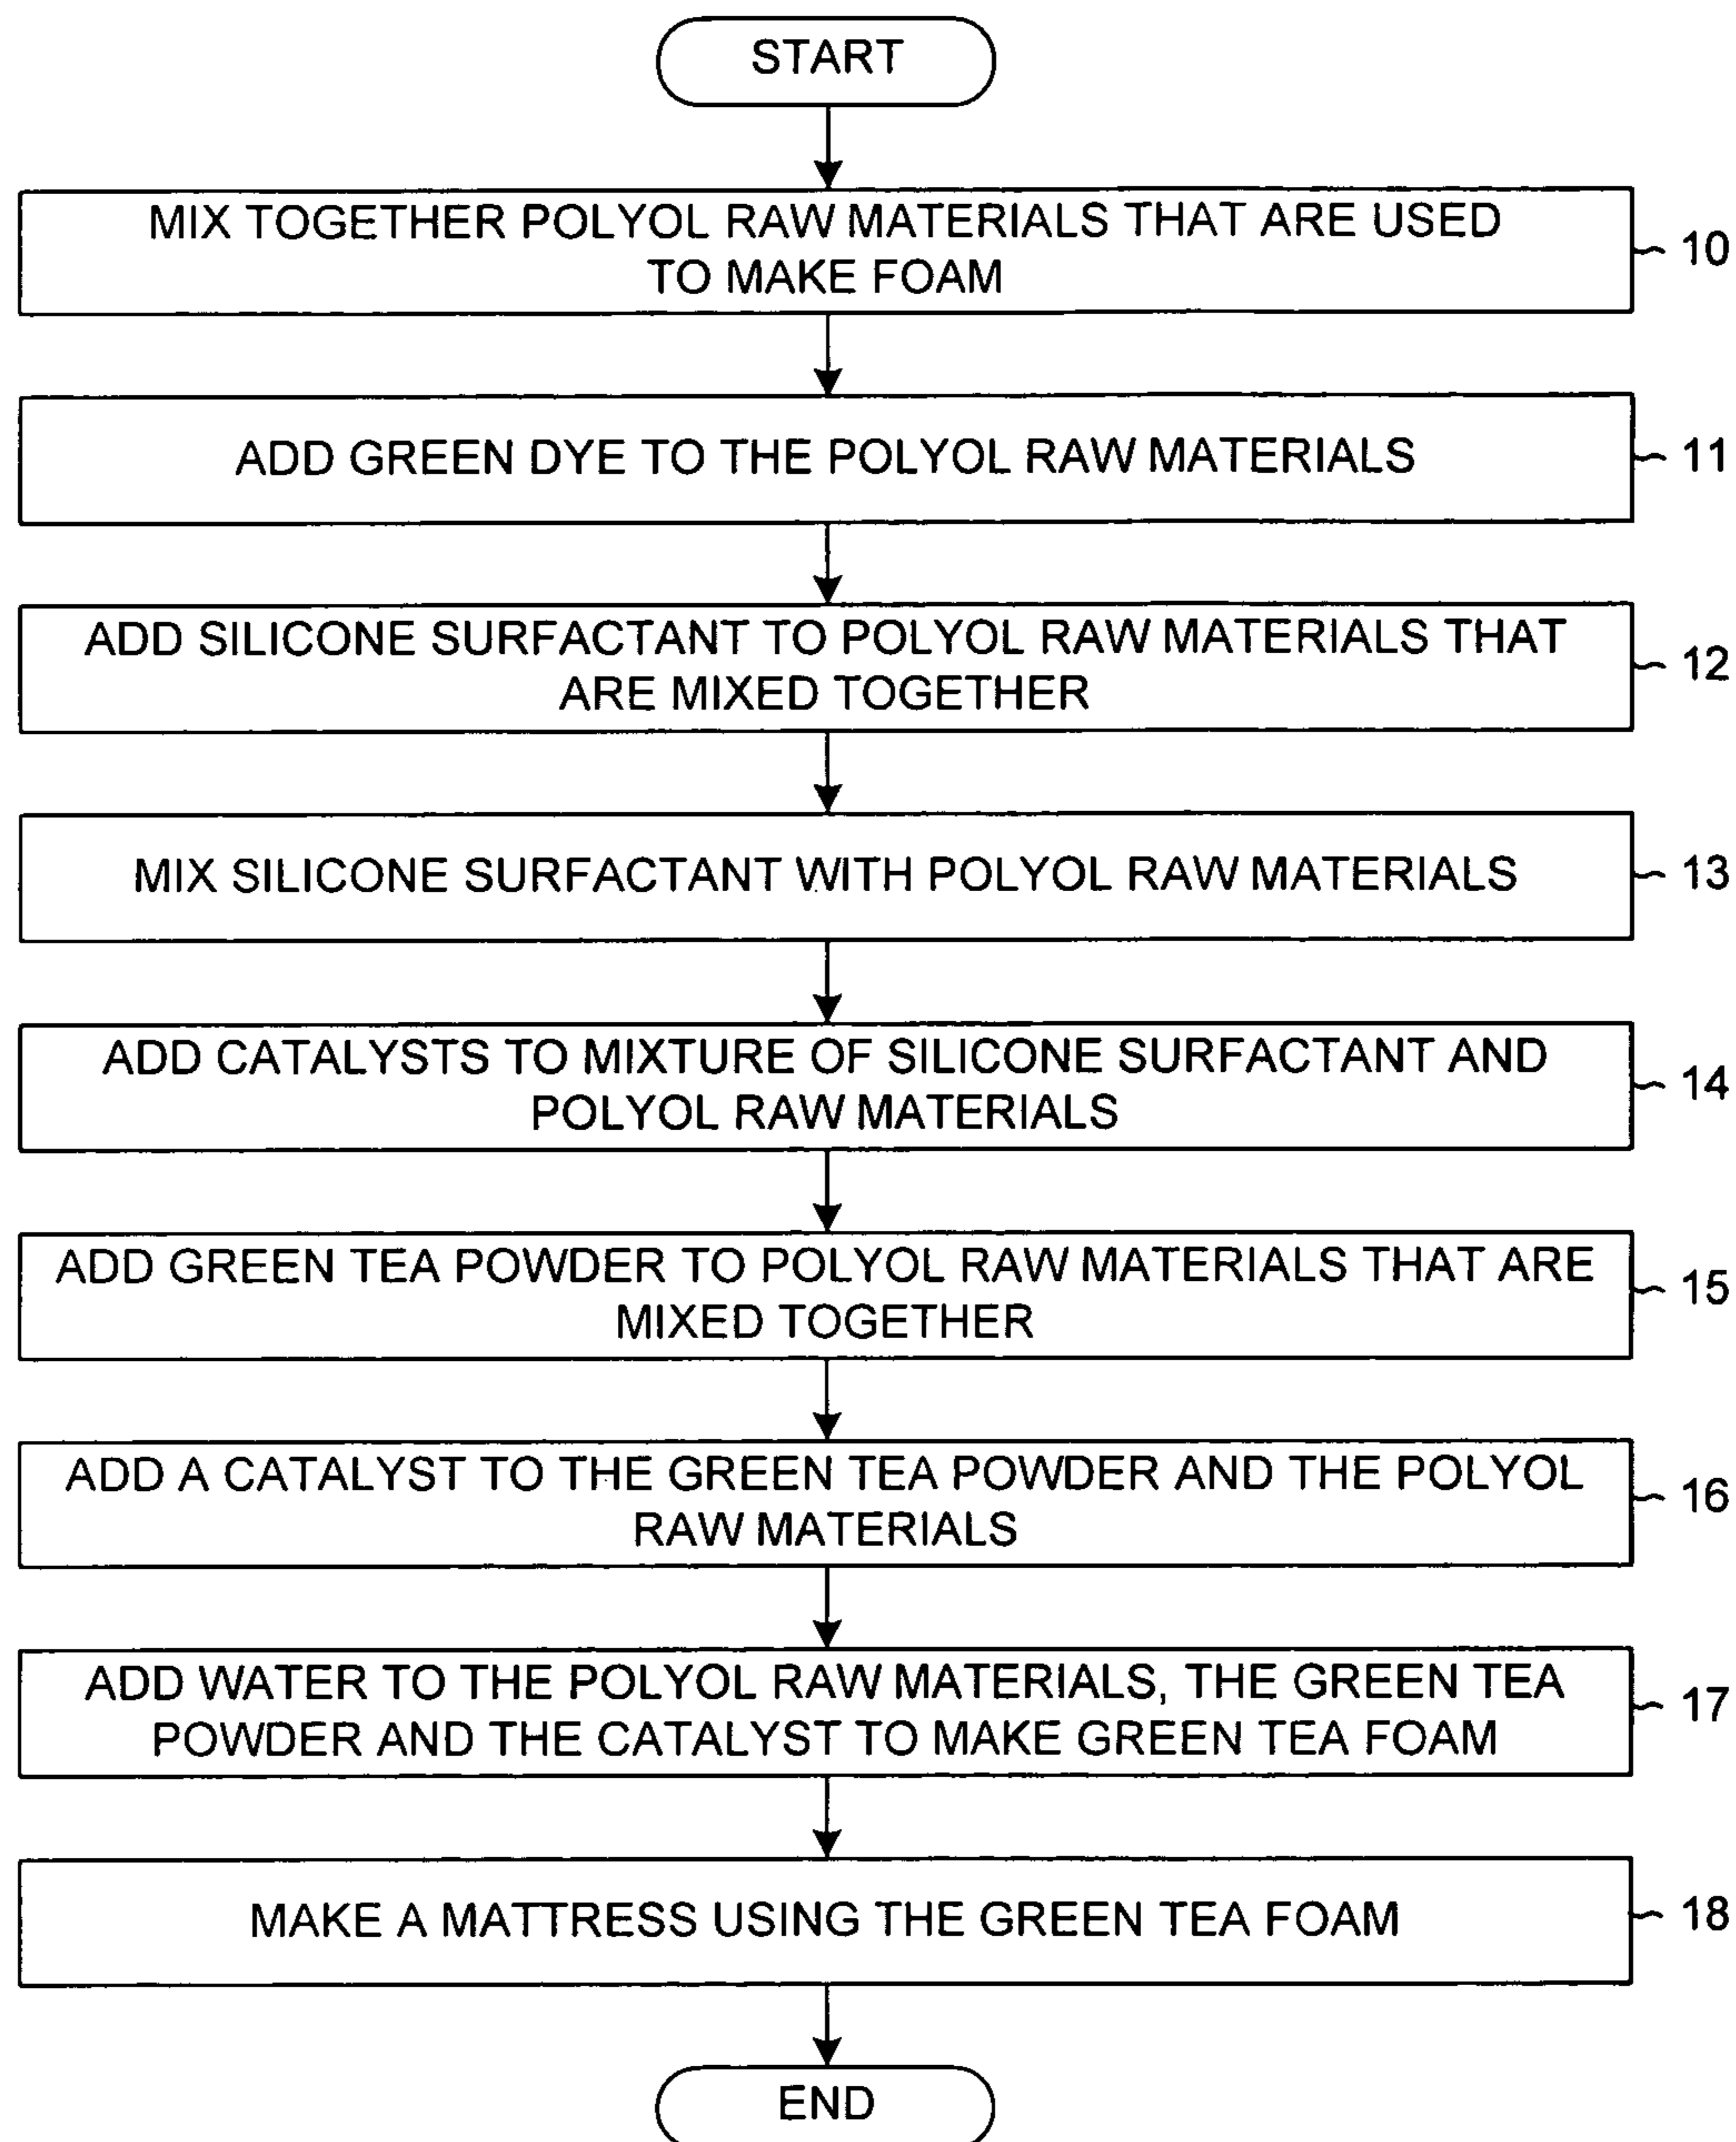 START
MIX TOGETHER POLYOL RAW MATERIALS THAT ARE USED
TO MAKE FOAM
10
ADD GREEN DYE TO THE POLYOL RAW MATERIALS
11
ADD SILICONE SURFACTANT TO POLYOL RAW MATERIALS THAT
ARE MIXED TOGETHER
12
MIX SILICONE SURFACTANT WITH POLYOL RAW MATERIALS
13
ADD CATALYSTS TO MIXTURE OF SILICONE SURFACTANT AND
POLYOL RAW MATERIALS
14
ADD GREEN TEA POWDER TO POLYOL RAW MATERIALS THAT ARE
MIXED TOGETHER
15
ADD A CATALYST TO THE GREEN TEA POWDER AND THE POLYOL
RAW MATERIALS
16
ADD WATER TO THE POLYOL RAW MATERIALS, THE GREEN TEA
POWDER AND THE CATALYST TO MAKE GREEN TEA FOAM
17
MAKE A MATTRESS USING THE GREEN TEA FOAM
18
END